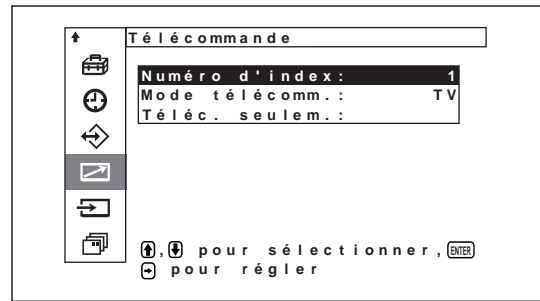 Télécommande
Numéro d'index: 1
Mode télécomm.: TV
Téléc. seulem.:
, pour sélectionner, ENTER
pour régler